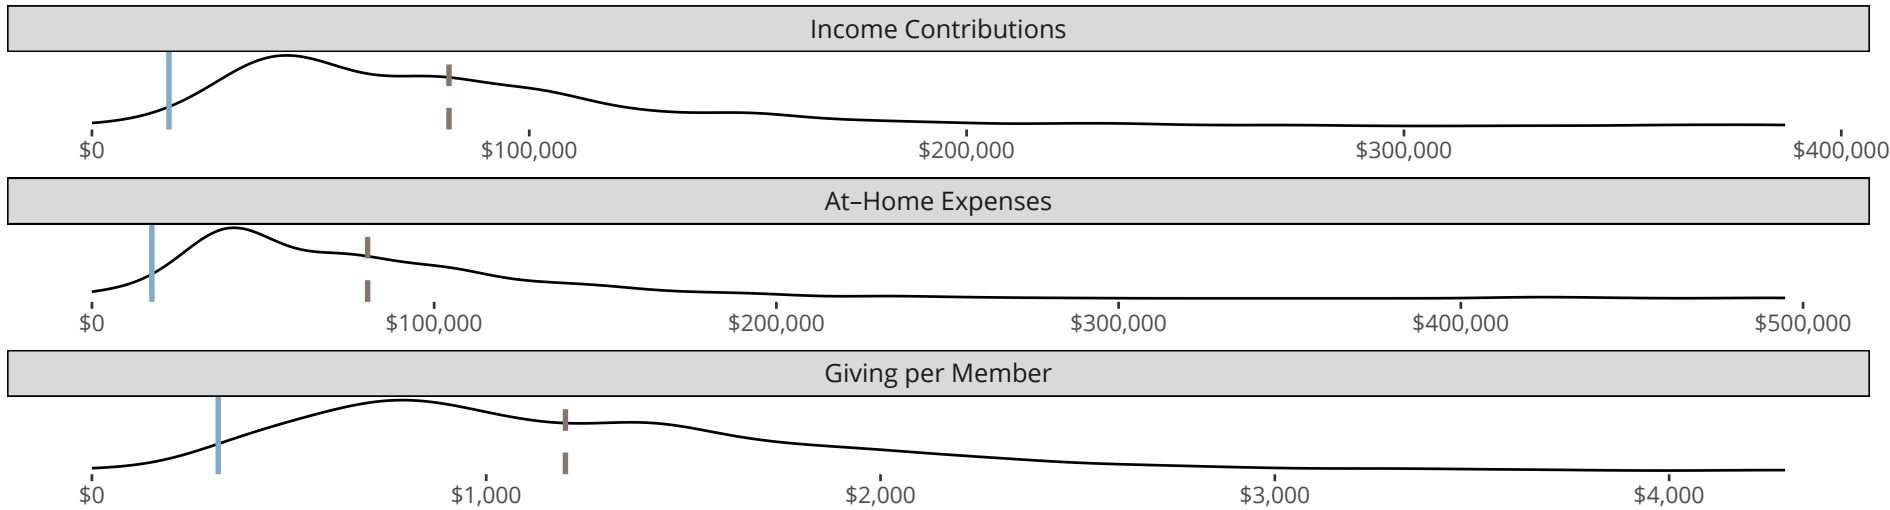 Income Contributions
$0 $100,000 $200,000 $300,000 $400,000
At–Home Expenses
$0 $100,000 $200,000 $300,000 $400,000 $500,000
Giving per Member
$0 $1,000 $2,000 $3,000 $4,000